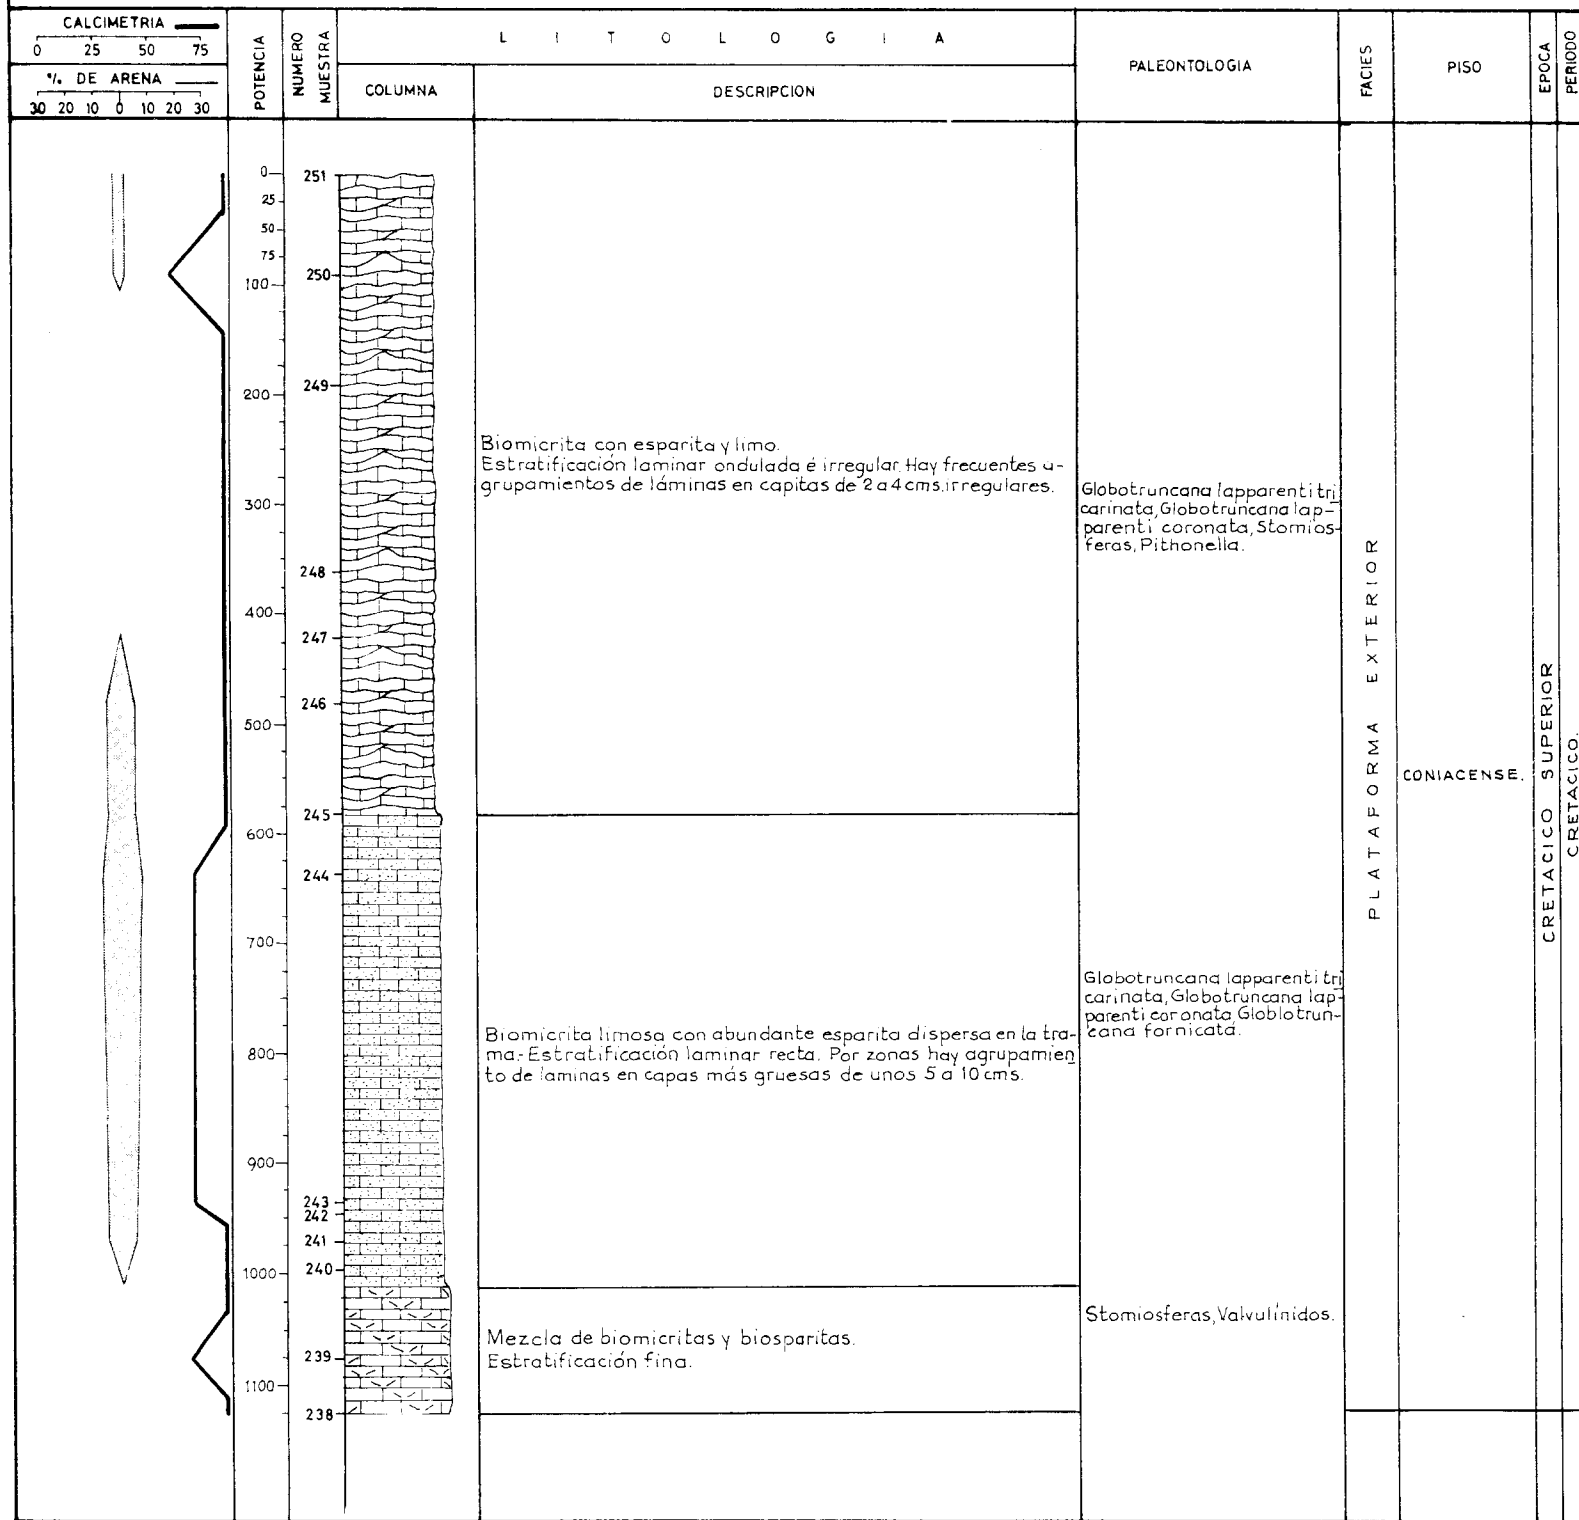 CALCIMETRIA
0 25 50 75
% DE ARENA
30 20 10 0 10 20 30
POTENCIA
NUMERO MUESTRA
L I T O L O G I A
COLUMNA
DESCRIPCION
PALEONTOLOGIA
FACIES
PISO
EPOCA
PERIODO
0
25
50
75
100
200
300
400
500
600
700
800
900
1000
1100
251
250
249
248
247
246
245
244
243
242
241
240
239
238
Biomicrita con esparita y limo.
Estratificación laminar ondulada é irregular. Hay frecuentes a-
grupamientos de láminas en capitas de 2 a 4 cms. irregulares.
Biomicrita limosa con abundante esparita dispersa en la tra-
ma.- Estratificación laminar recta. Por zonas hay agrupamien
to de laminas en capas más gruesas de unos 5 a 10 cms.
Mezcla de biomicritas y biosparitas.
Estratificación fina.
Globotruncana lapparenti tri
carinata, Globotruncana lap-
parenti coronata, Stomios-
feras, Pithonella.
Globotruncana lapparenti tri
carinata, Globotruncana lap-
parenti coronata Globlotrun-
cana fornicata.
Stomiosferas, Valvulínidos.
PLATAFORMA EXTERIOR
CONIACENSE.
CRETACICO SUPERIOR
CRETACICO.